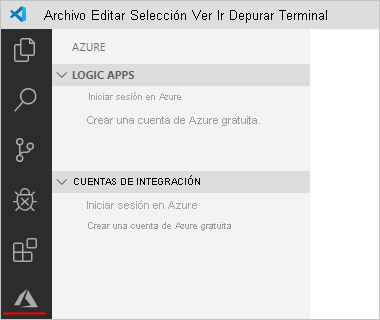 Archivo Editar Selección Ver Ir Depurar Terminal
AZURE
LOGIC APPS
Iniciar sesión en Azure
Crear una cuenta de Azure gratuita.
CUENTAS DE INTEGRACIÓN
Iniciar sesión en Azure
Crear una cuenta de Azure gratuita